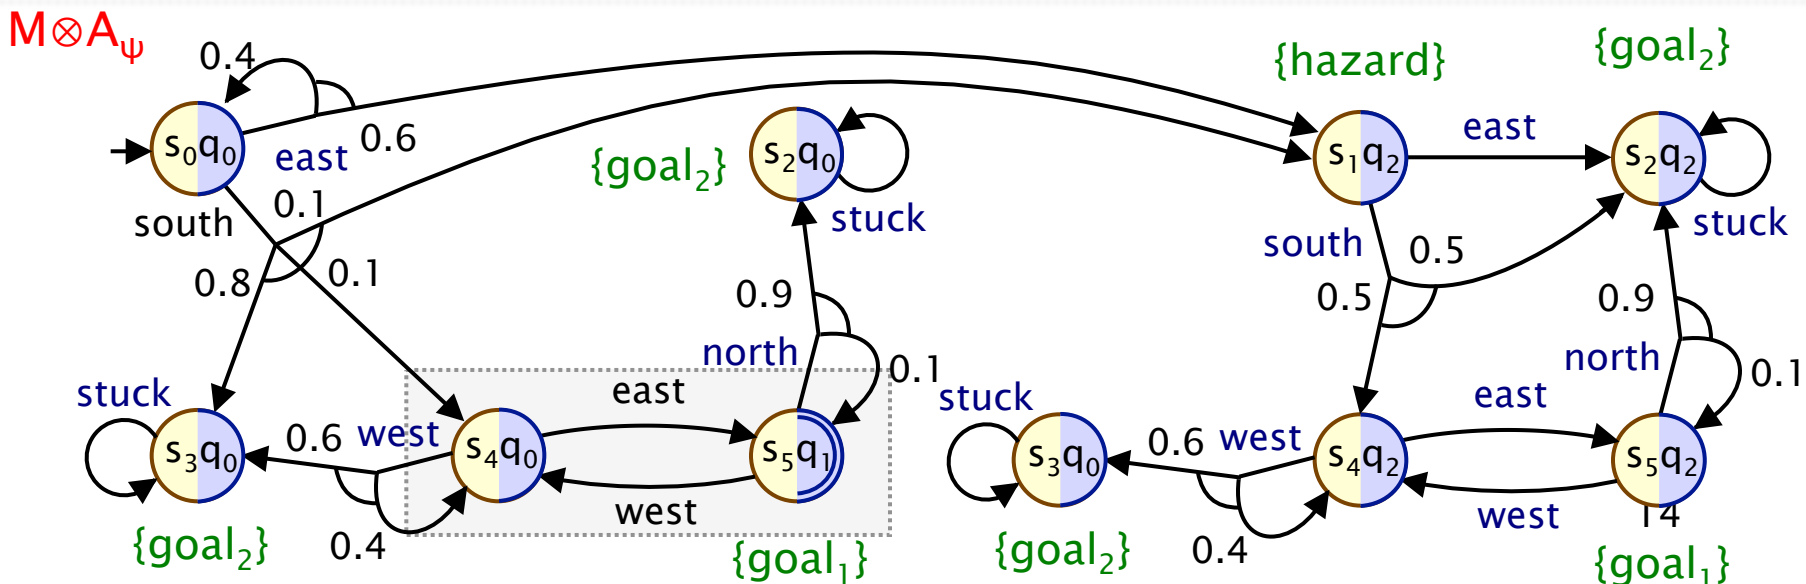 M⊗Aψ
0.4
{hazard}
{goal₂}
s₀q₀
0.6
east
{goal₂}
s₂q₀
s₁q₂
east
s₂q₂
south
0.1
stuck
south
0.5
stuck
0.8
0.1
0.9
0.5
0.9
north
0.1
north
0.1
stuck
east
stuck
east
s₃q₀
0.6
west
s₄q₀
s₅q₁
s₃q₀
0.6
west
s₄q₂
s₅q₂
west
west
14
{goal₂}
0.4
{goal₁}
{goal₂}
0.4
{goal₁}